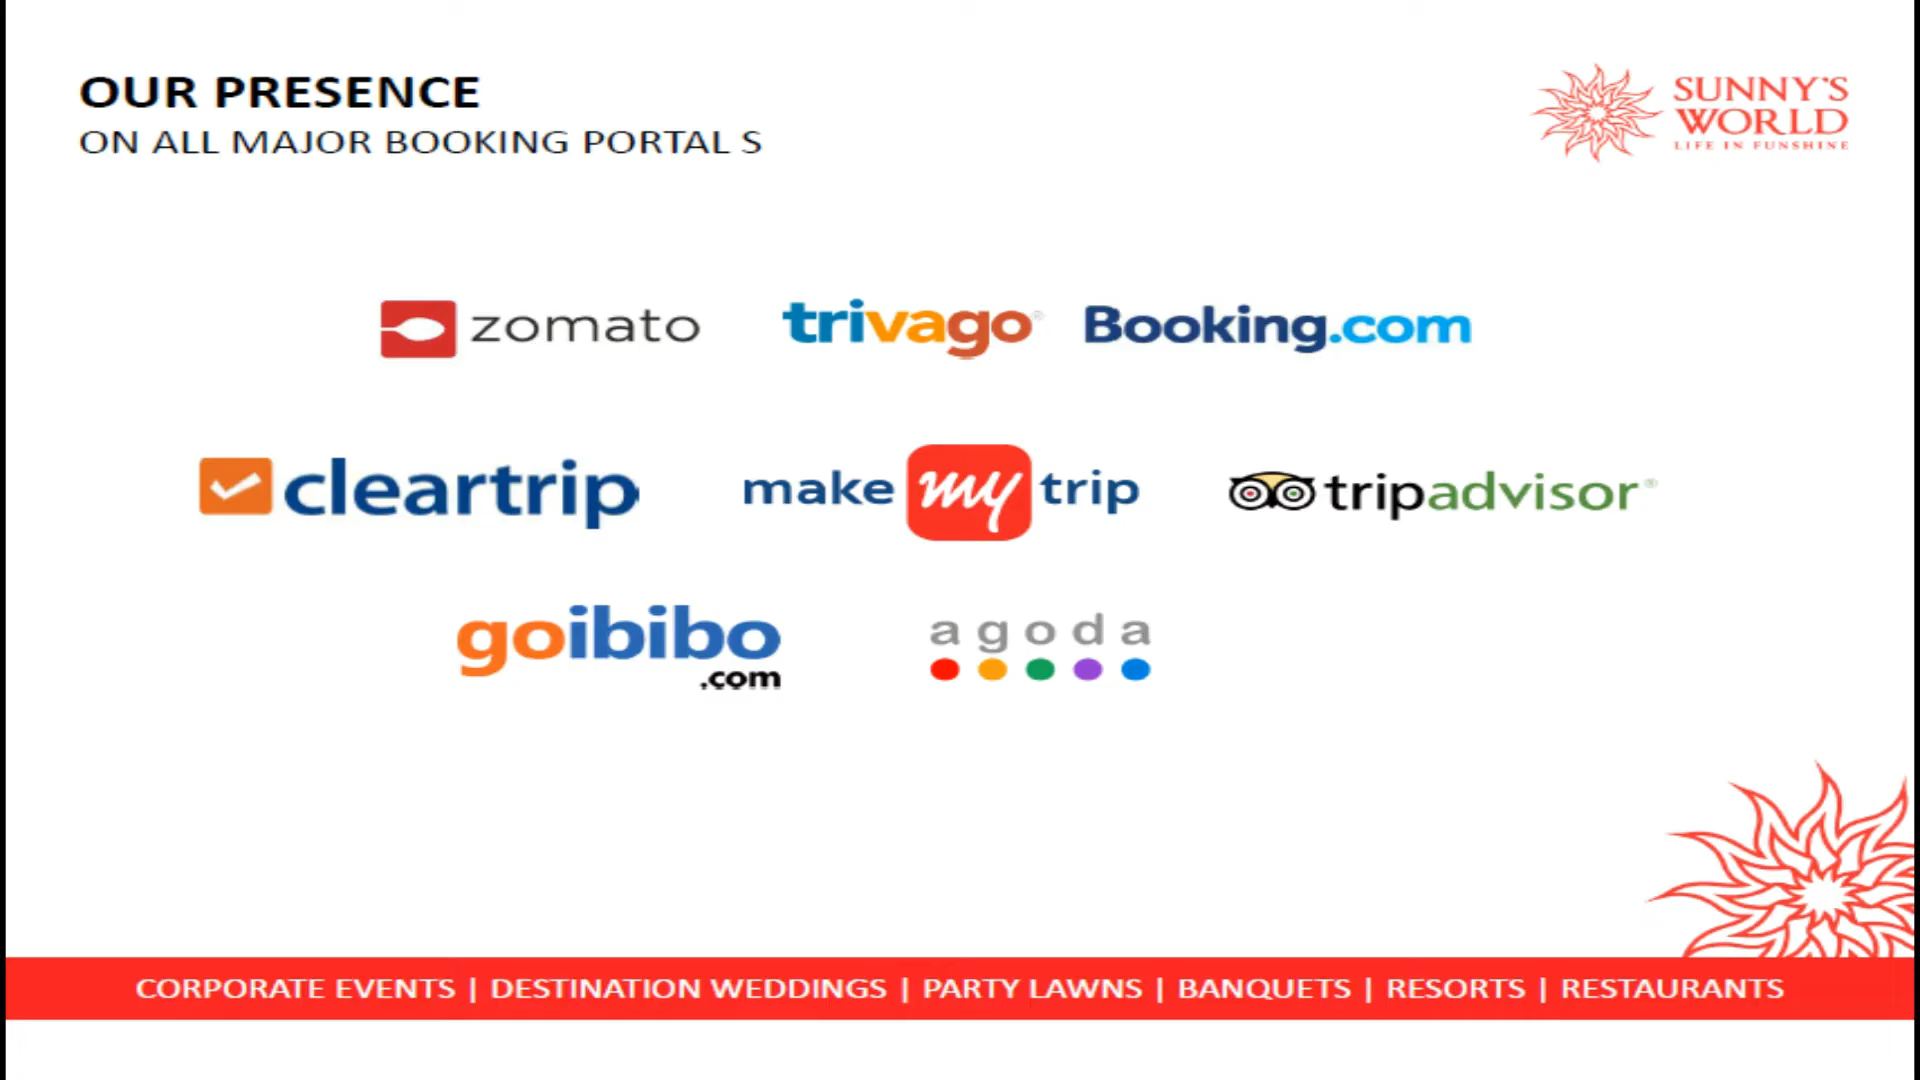 OUR PRESENCE
ON ALL MAJOR BOOKING PORTAL S
SUNNY'S
WORLD
LIFE IN FUNSHINE
zomato trivago® Booking.com
cleartrip make my trip tripadvisor®
goibibo
.com
agoda
CORPORATE EVENTS | DESTINATION WEDDINGS | PARTY LAWNS | BANQUETS | RESORTS | RESTAURANTS